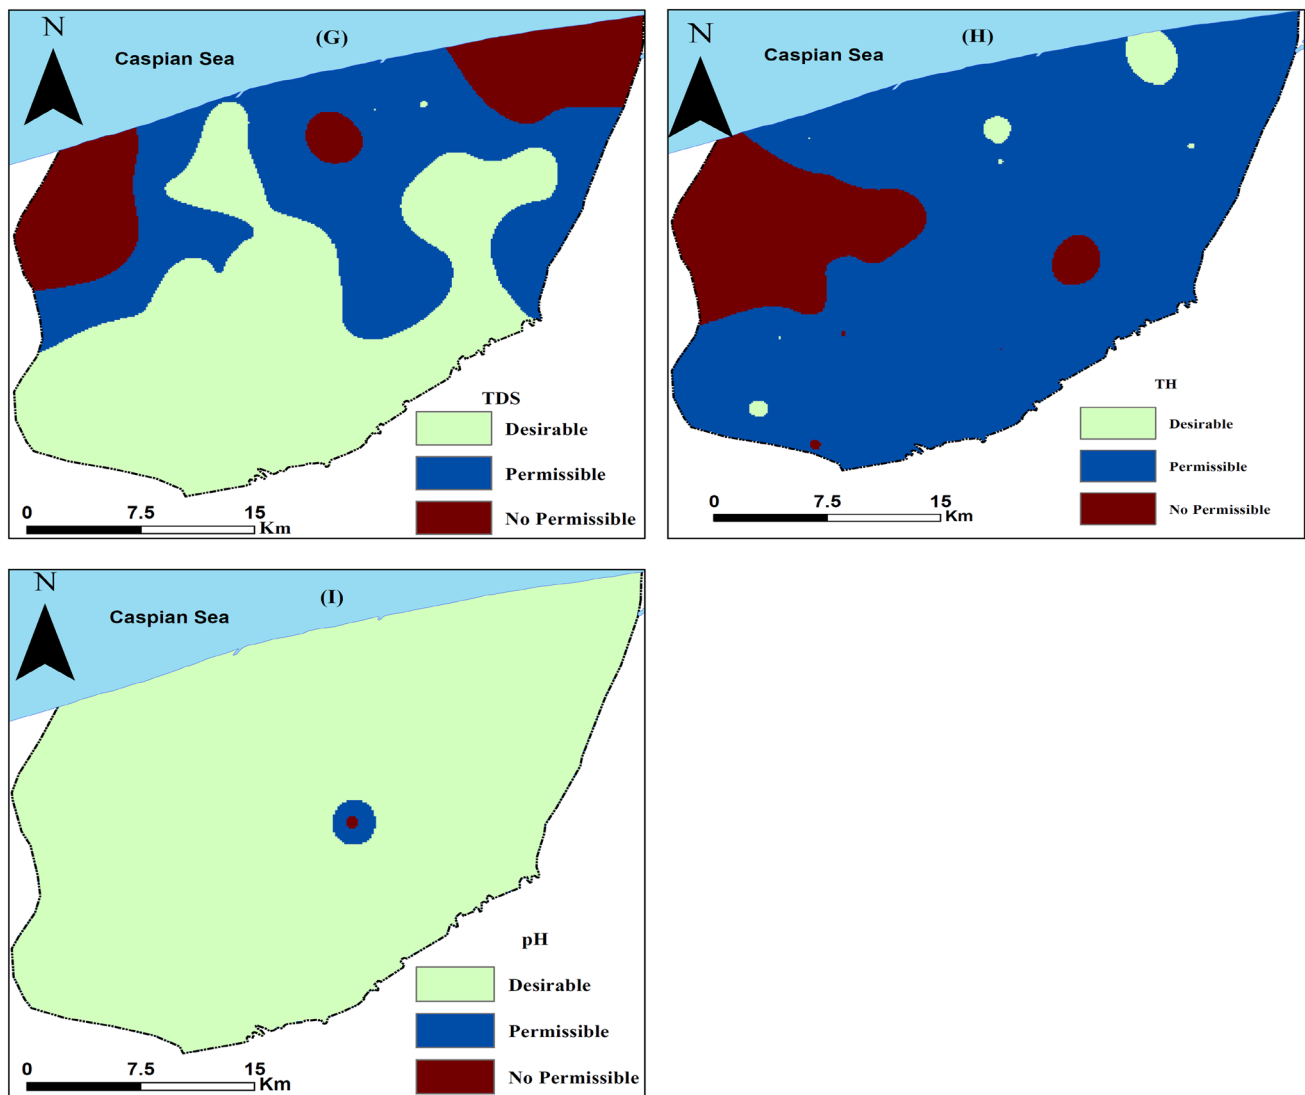 N
(G)
Caspian Sea
TDS
Desirable
Permissible
No Permissible
0 7.5 15
Km
N
(H)
Caspian Sea
TH
Desirable
Permissible
No Permissible
0 7.5 15
Km
N
(I)
Caspian Sea
pH
Desirable
Permissible
No Permissible
0 7.5 15
Km